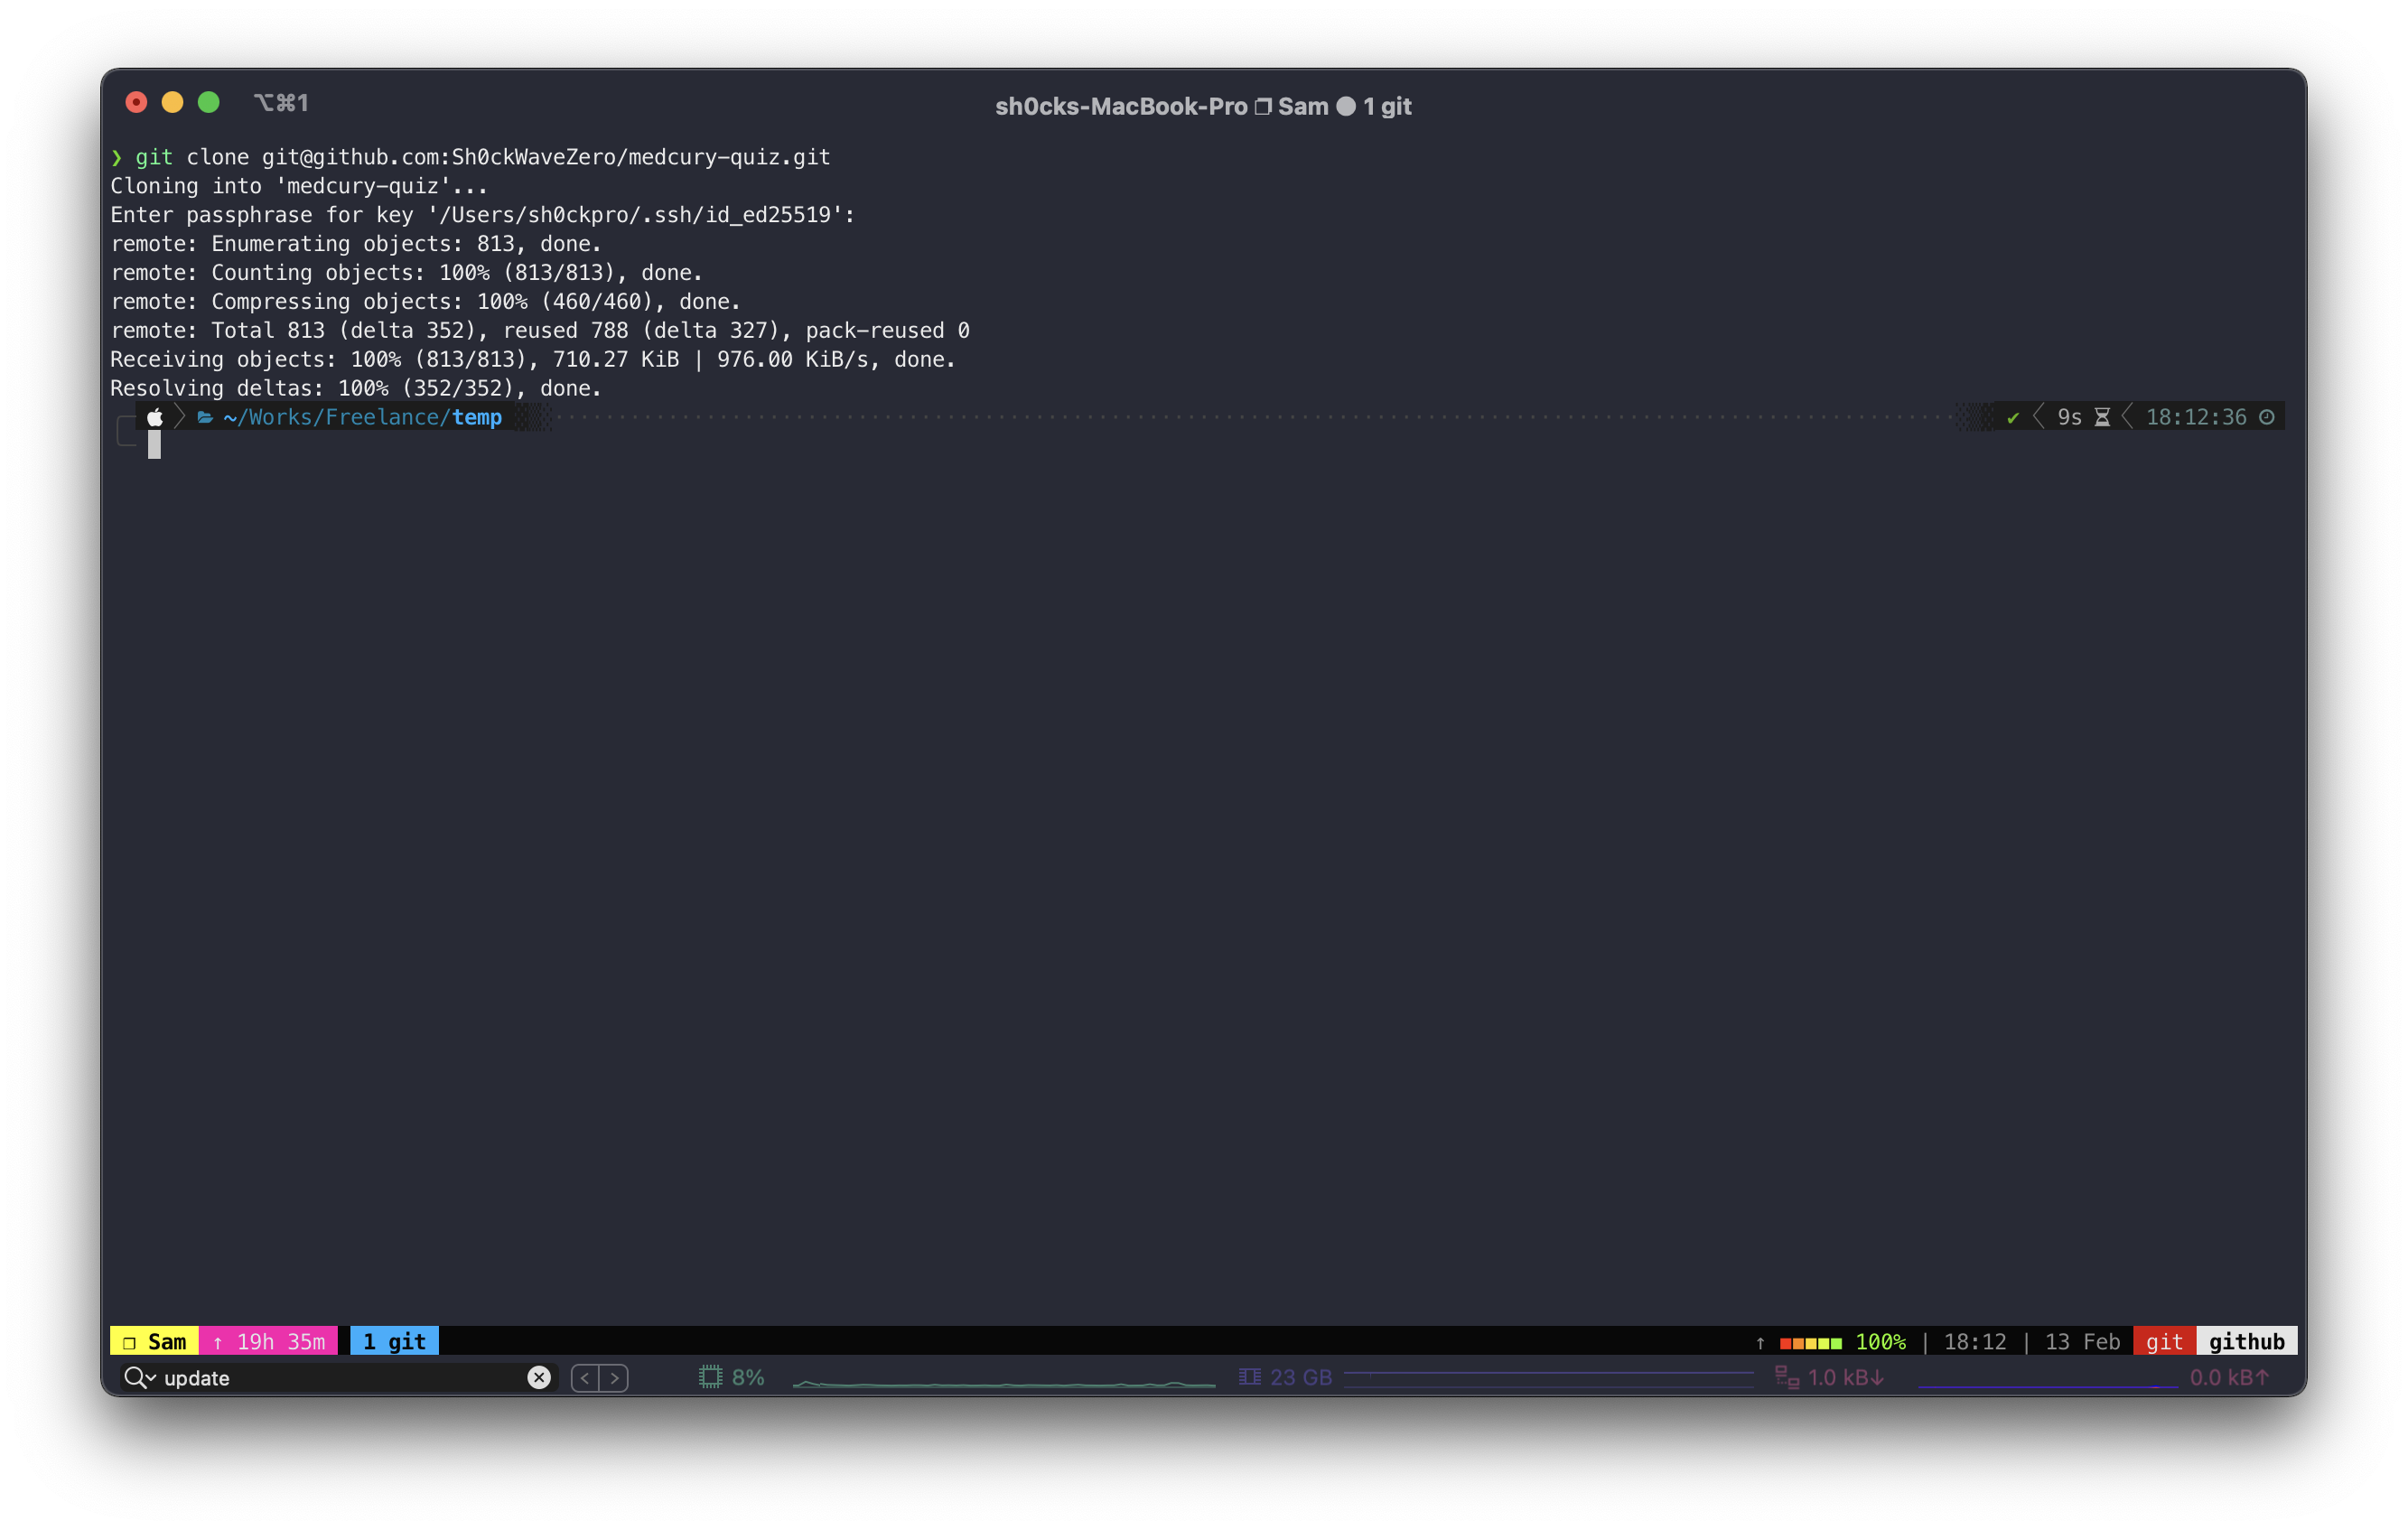 ⌥⌘1
sh0cks-MacBook-Pro ❐ Sam ● 1 git
❯ git clone git@github.com:Sh0ckWaveZero/medcury-quiz.git
Cloning into 'medcury-quiz'...
Enter passphrase for key '/Users/sh0ckpro/.ssh/id_ed25519':
remote: Enumerating objects: 813, done.
remote: Counting objects: 100% (813/813), done.
remote: Compressing objects: 100% (460/460), done.
remote: Total 813 (delta 352), reused 788 (delta 327), pack-reused 0
Receiving objects: 100% (813/813), 710.27 KiB | 976.00 KiB/s, done.
Resolving deltas: 100% (352/352), done.
~/Works/Freelance/temp ✔ 9s 18:12:36
❐ Sam ↑ 19h 35m 1 git ↑ 100% | 18:12 | 13 Feb git github
update 8% 23 GB 1.0 kB↓ 0.0 kB↑